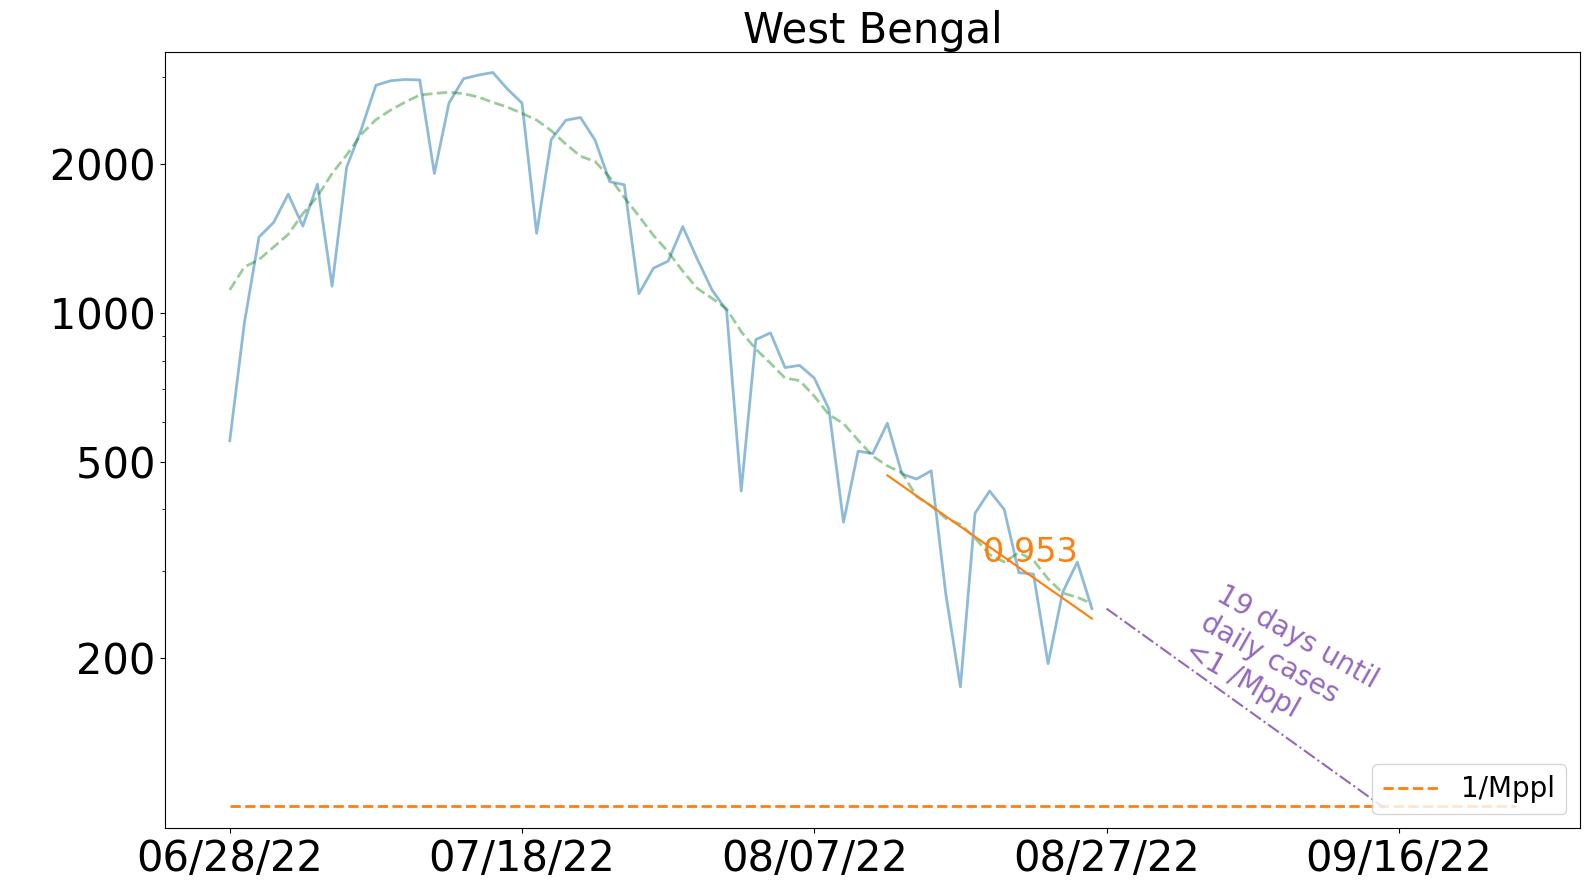 West Bengal
2000
1000
500
200
0.953
19 days until
daily cases
<1 /Mppl
1/Mppl
06/28/22
07/18/22
08/07/22
08/27/22
09/16/22